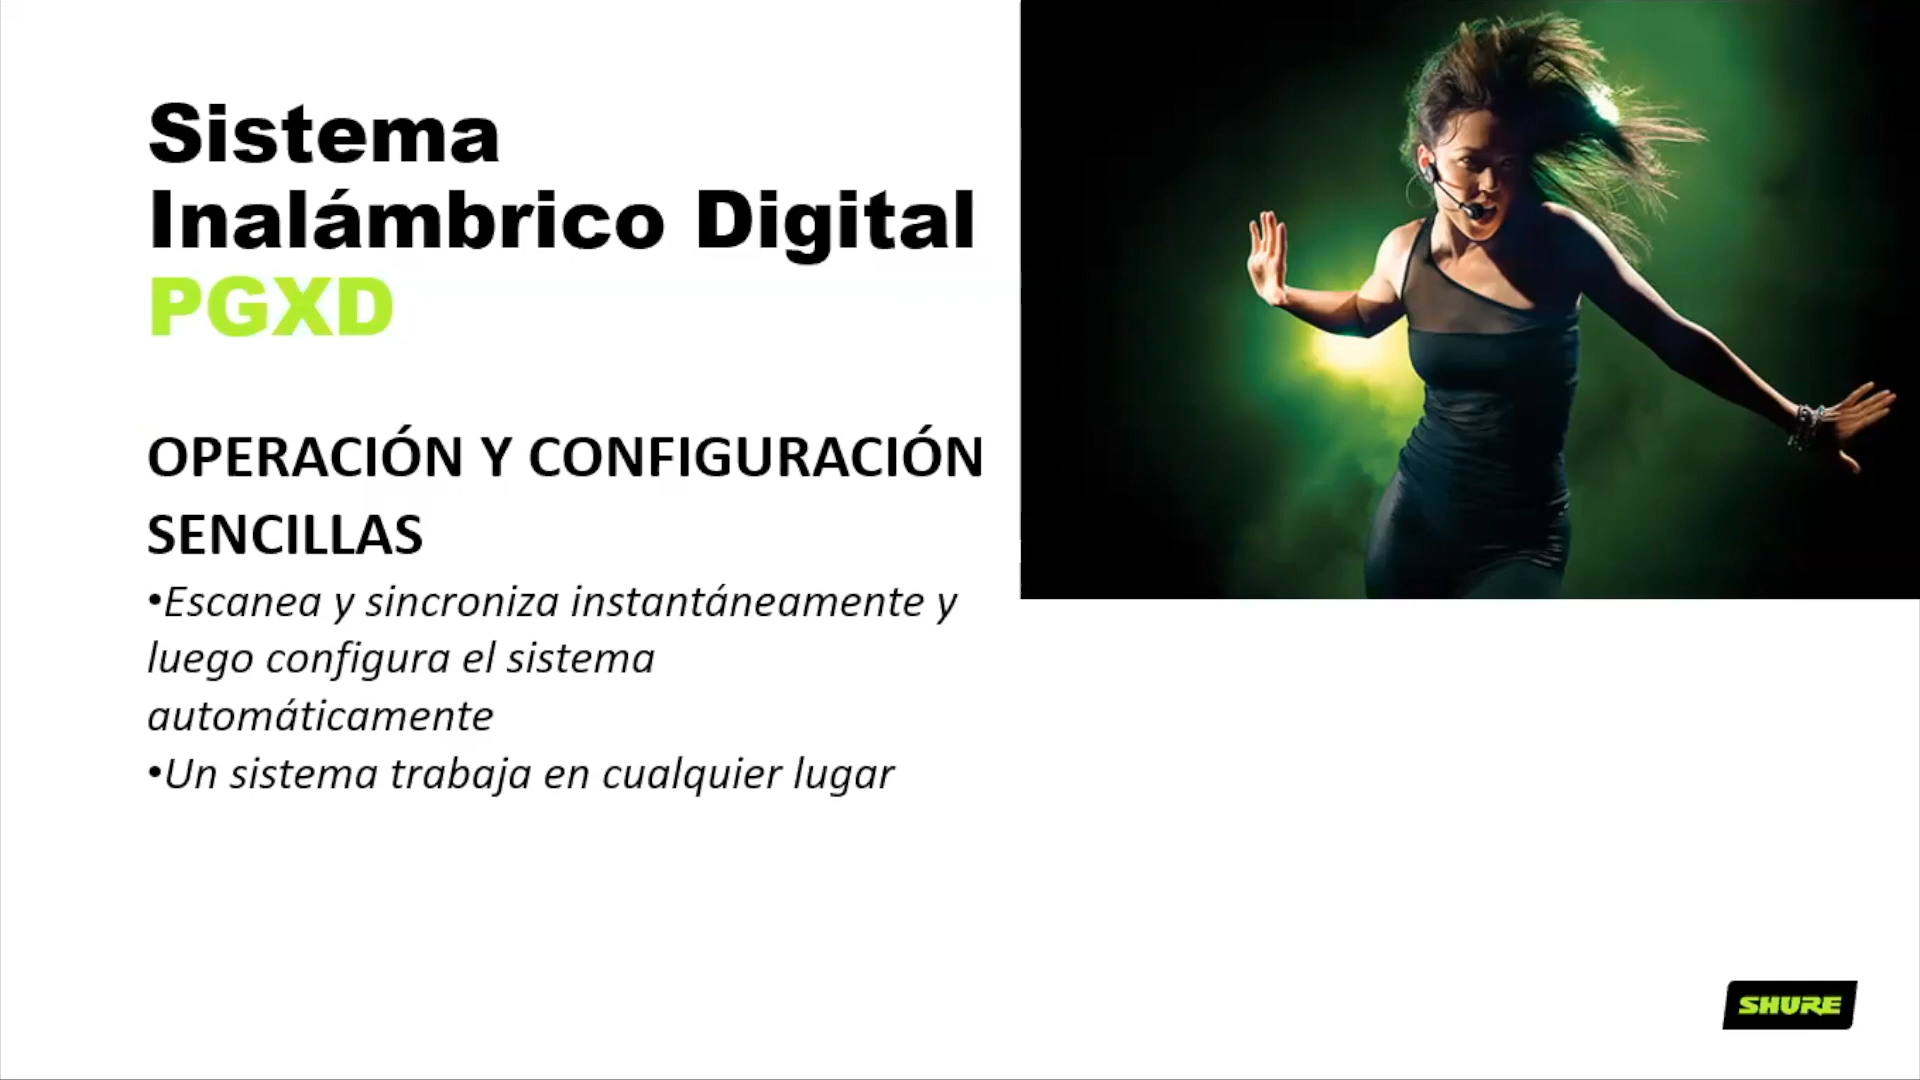 Sistema
Inalámbrico Digital
PGXD
OPERACIÓN Y CONFIGURACIÓN
SENCILLAS
•Escanea y sincroniza instantáneamente y
luego configura el sistema
automáticamente
•Un sistema trabaja en cualquier lugar
SHURE